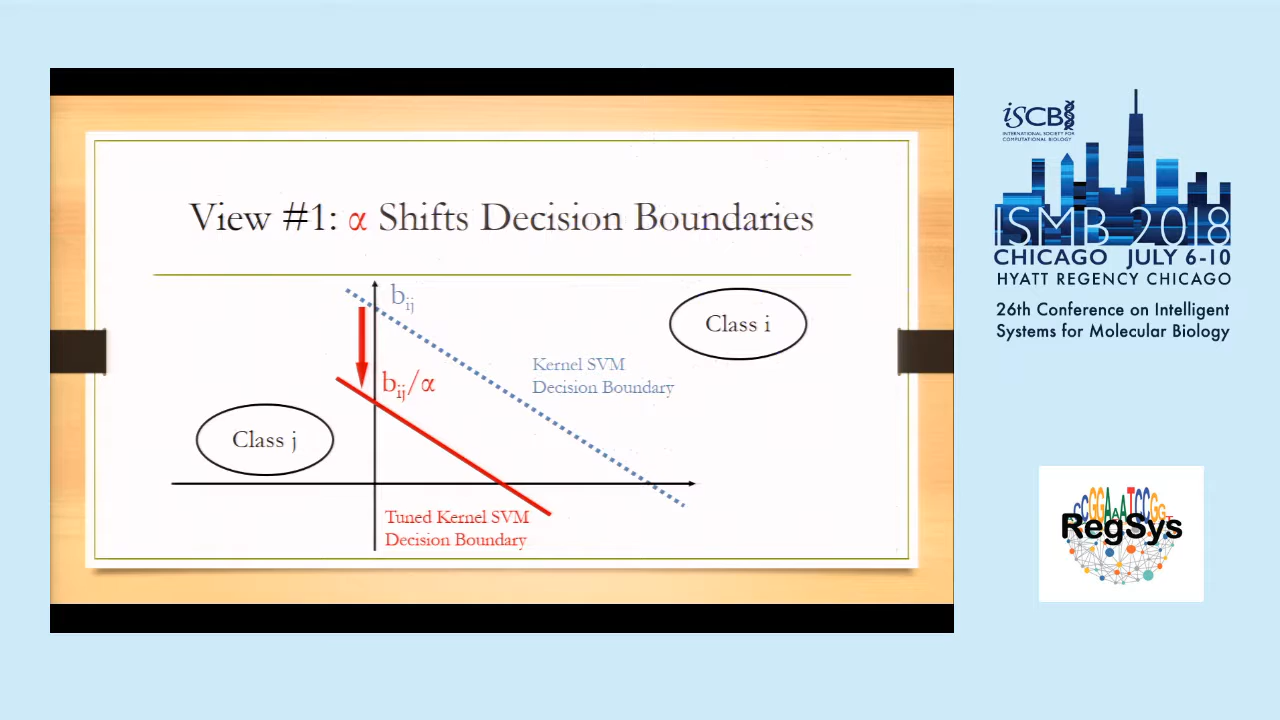 View #1: α Shifts Decision Boundaries
b_ij
Class i
Kernel SVM
Decision Boundary
b_ij/α
Class j
Tuned Kernel SVM
Decision Boundary
iSCB
INTERNATIONAL SOCIETY FOR
COMPUTATIONAL BIOLOGY
ISMB 2018
CHICAGO JULY 6-10
HYATT REGENCY CHICAGO
26th Conference on Intelligent
Systems for Molecular Biology
RegSys